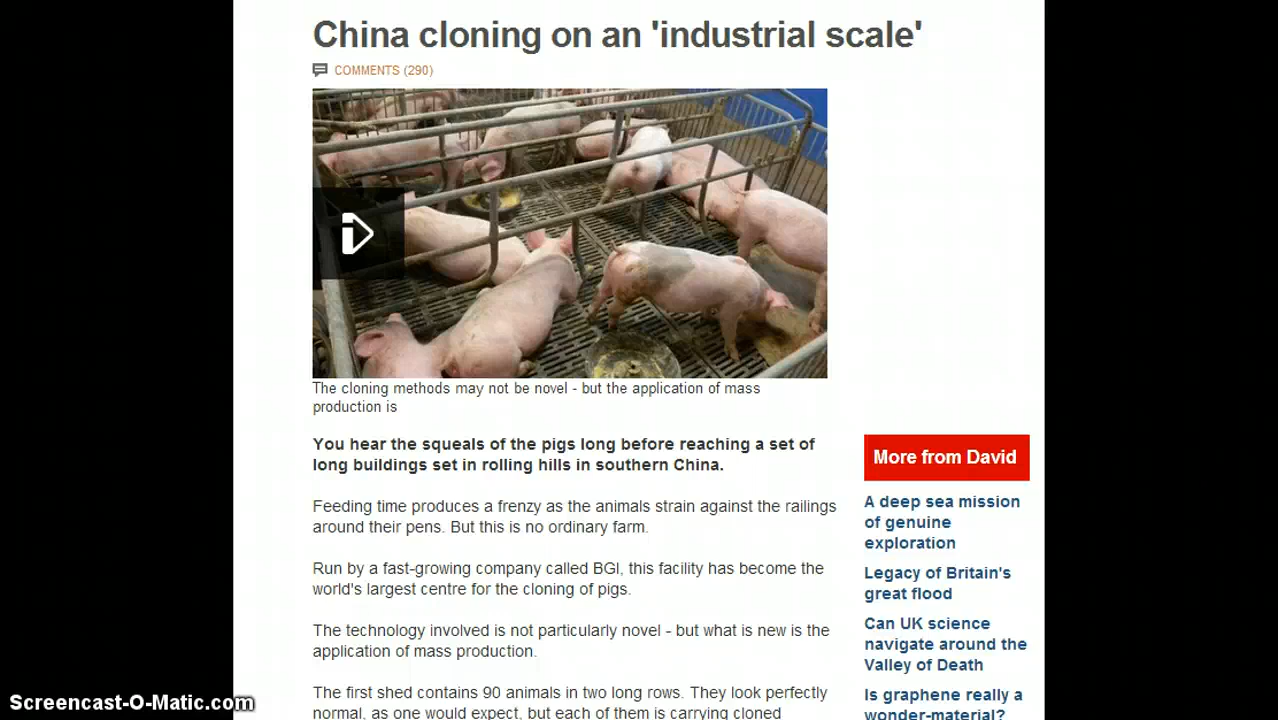 China cloning on an 'industrial scale'
COMMENTS (290)
The cloning methods may not be novel - but the application of mass
production is
You hear the squeals of the pigs long before reaching a set of
long buildings set in rolling hills in southern China.
Feeding time produces a frenzy as the animals strain against the railings
around their pens. But this is no ordinary farm.
Run by a fast-growing company called BGI, this facility has become the
world's largest centre for the cloning of pigs.
The technology involved is not particularly novel - but what is new is the
application of mass production.
The first shed contains 90 animals in two long rows. They look perfectly
normal, as one would expect, but each of them is carrying cloned
More from David
A deep sea mission
of genuine
exploration
Legacy of Britain's
great flood
Can UK science
navigate around the
Valley of Death
Is graphene really a
wonder-material?
Screencast-O-Matic.com